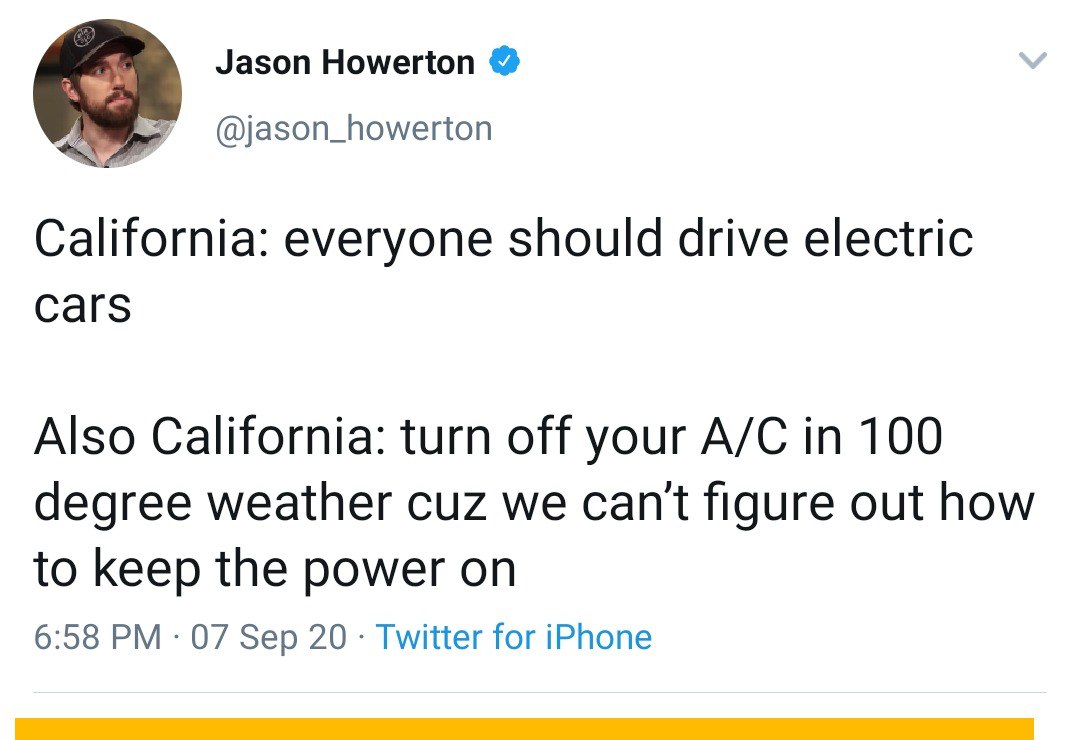 Jason Howerton
@jason_howerton
California: everyone should drive electric
cars
Also California: turn off your A/C in 100
degree weather cuz we can’t figure out how
to keep the power on
6:58 PM · 07 Sep 20 · Twitter for iPhone